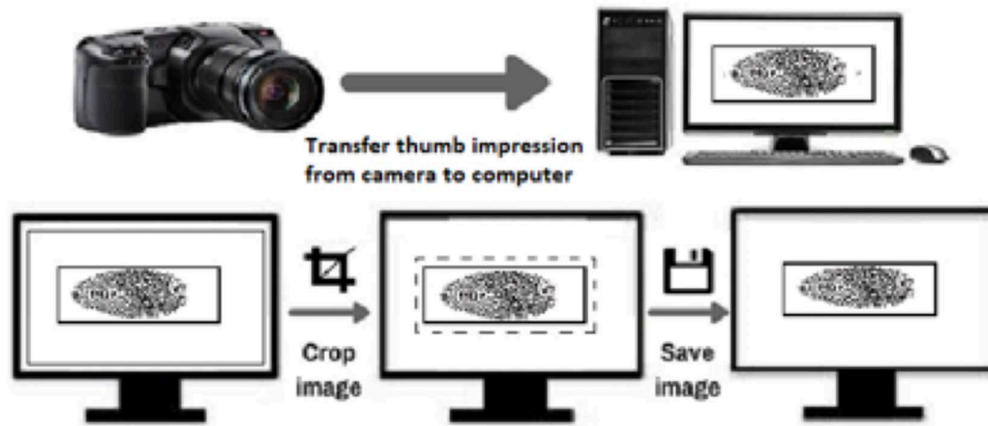 Transfer thumb impression
from camera to computer
Crop
image
Save
image